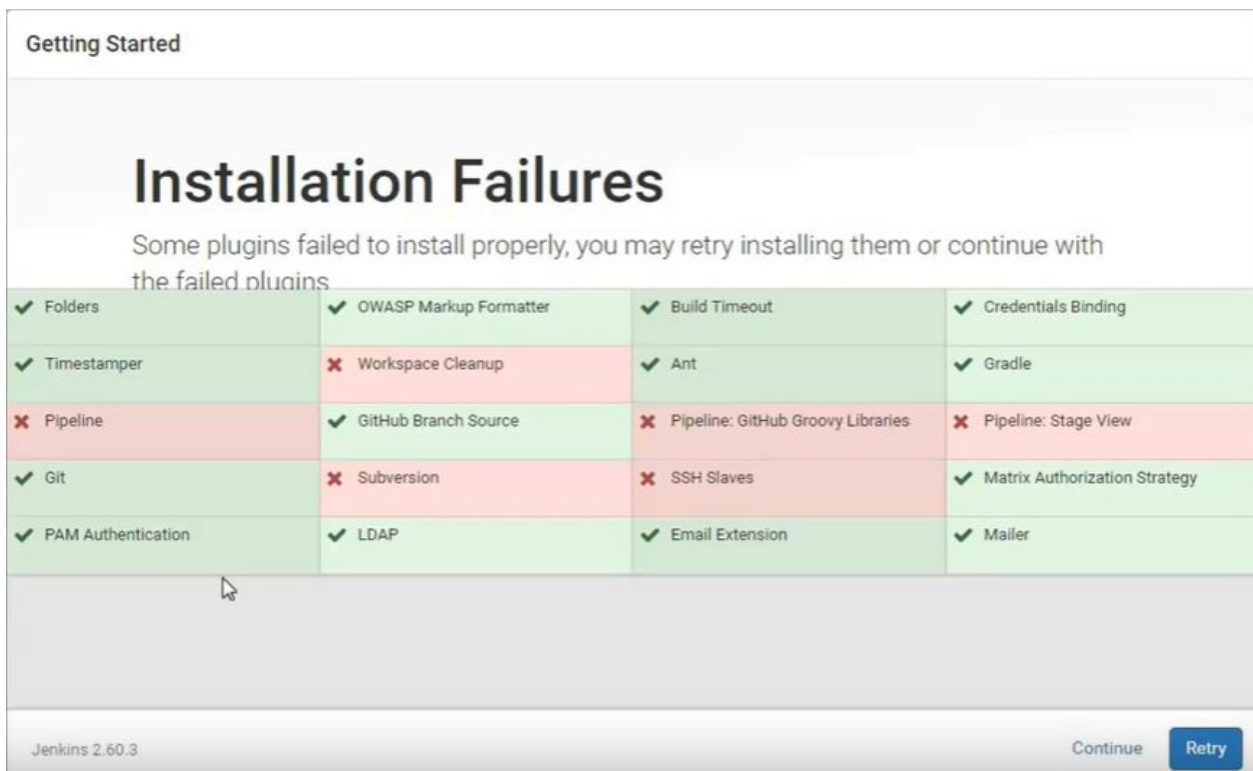 Getting Started
Installation Failures
Some plugins failed to install properly, you may retry installing them or continue with
the failed plugins
Folders
OWASP Markup Formatter
Build Timeout
Credentials Binding
Timestamper
Workspace Cleanup
Ant
Gradle
Pipeline
GitHub Branch Source
Pipeline: GitHub Groovy Libraries
Pipeline: Stage View
Git
Subversion
SSH Slaves
Matrix Authorization Strategy
PAM Authentication
LDAP
Email Extension
Mailer
Jenkins 2.60.3
Continue
Retry